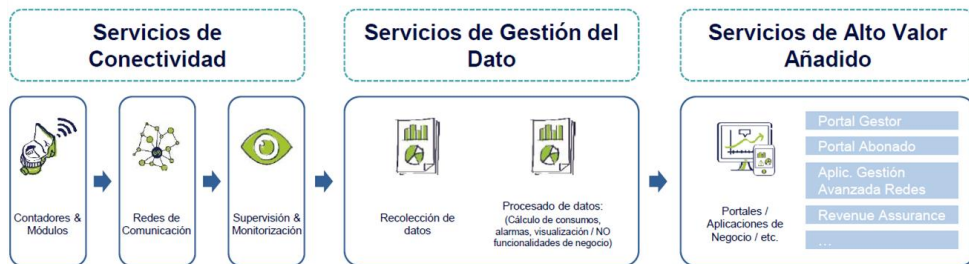 Servicios de
Conectividad
Servicios de Gestión del
Dato
Servicios de Alto Valor
Añadido
Contadores &
Módulos
Redes de
Comunicación
Supervisión &
Monitorización
Recolección de
datos
Procesado de datos:
(Cálculo de consumos,
alarmas, visualización / NO
funcionalidades de negocio)
Portales /
Aplicaciones de
Negocio / etc.
Portal Gestor
Portal Abonado
Aplic. Gestión
Avanzada Redes
Revenue Assurance
...